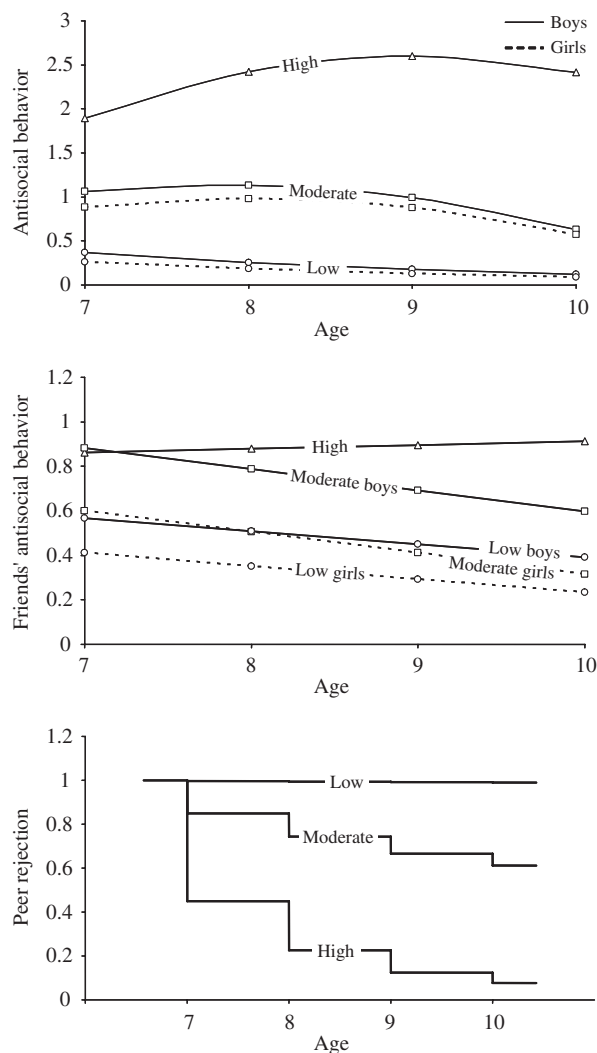 3
Boys
Girls
2.5
High
2
1.5
Moderate
1
0.5
Low
0
7
8
9
10
Age
Antisocial behavior
1.2
1
High
0.8
Moderate boys
0.6
Low boys
0.4
Moderate girls
Low girls
0.2
0
7
8
9
10
Age
Friends' antisocial behavior
1.2
1
Low
0.8
Moderate
0.6
0.4
High
0.2
0
7
8
9
10
Age
Peer rejection